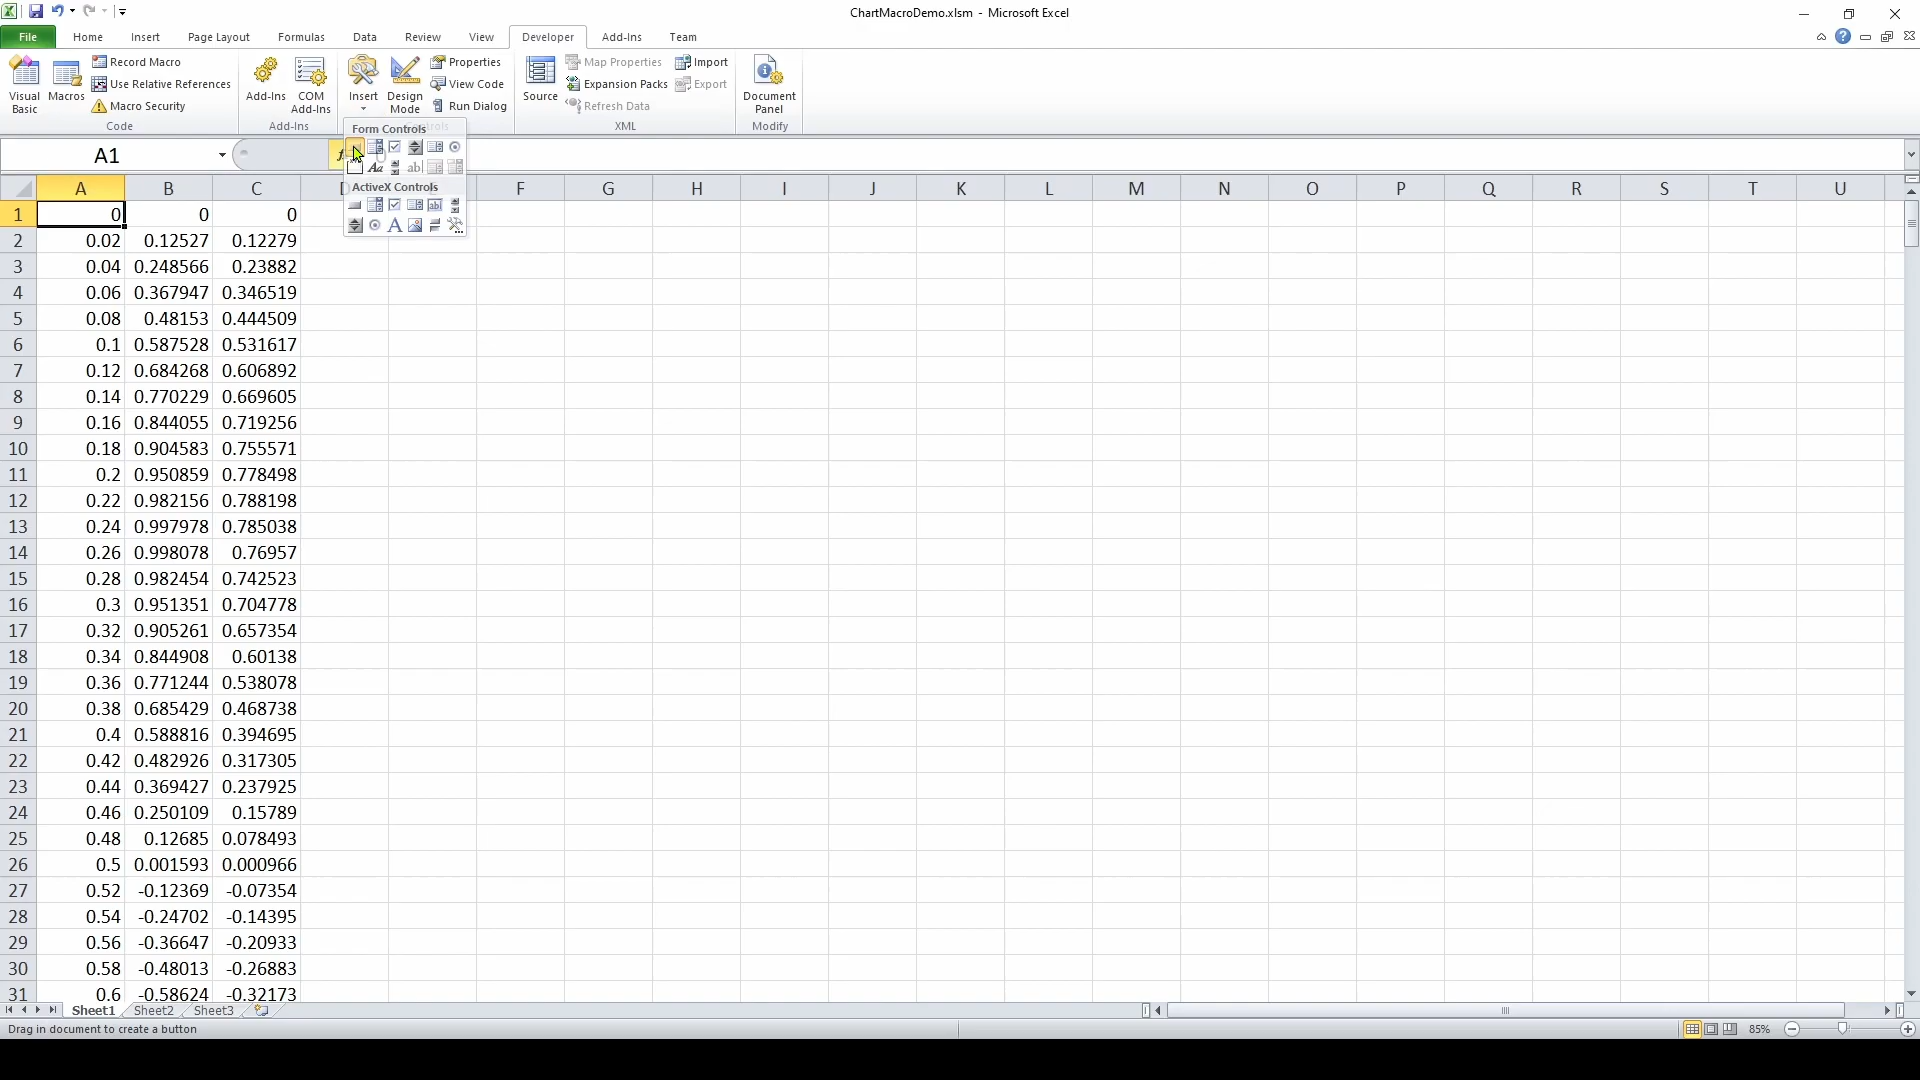 ChartMacroDemo.xlsm - Microsoft Excel
File Home Insert Page Layout Formulas Data Review View Developer Add-Ins Team
Visual Basic
Macros
Record Macro
Use Relative References
Macro Security
Code
Add-Ins
COM Add-Ins
Add-Ins
Insert
Design Mode
Properties
View Code
Run Dialog
Controls
Source
Map Properties
Expansion Packs
Refresh Data
Import
Export
XML
Document Panel
Modify
Form Controls
Aa ab|
ActiveX Controls
ab|
A
A1
A B C D F G H I J K L M N O P Q R S T U
1 0 0 0
2 0.02 0.12527 0.12279
3 0.04 0.248566 0.23882
4 0.06 0.367947 0.346519
5 0.08 0.48153 0.444509
6 0.1 0.587528 0.531617
7 0.12 0.684268 0.606892
8 0.14 0.770229 0.669605
9 0.16 0.844055 0.719256
10 0.18 0.904583 0.755571
11 0.2 0.950859 0.778498
12 0.22 0.982156 0.788198
13 0.24 0.997978 0.785038
14 0.26 0.998078 0.76957
15 0.28 0.982454 0.742523
16 0.3 0.951351 0.704778
17 0.32 0.905261 0.657354
18 0.34 0.844908 0.60138
19 0.36 0.771244 0.538078
20 0.38 0.685429 0.468738
21 0.4 0.588816 0.394695
22 0.42 0.482926 0.317305
23 0.44 0.369427 0.237925
24 0.46 0.250109 0.15789
25 0.48 0.12685 0.078493
26 0.5 0.001593 0.000966
27 0.52 -0.12369 -0.07354
28 0.54 -0.24702 -0.14395
29 0.56 -0.36647 -0.20933
30 0.58 -0.48013 -0.26883
31 0.6 -0.58624 -0.32173
Sheet1 Sheet2 Sheet3
Drag in document to create a button
85%